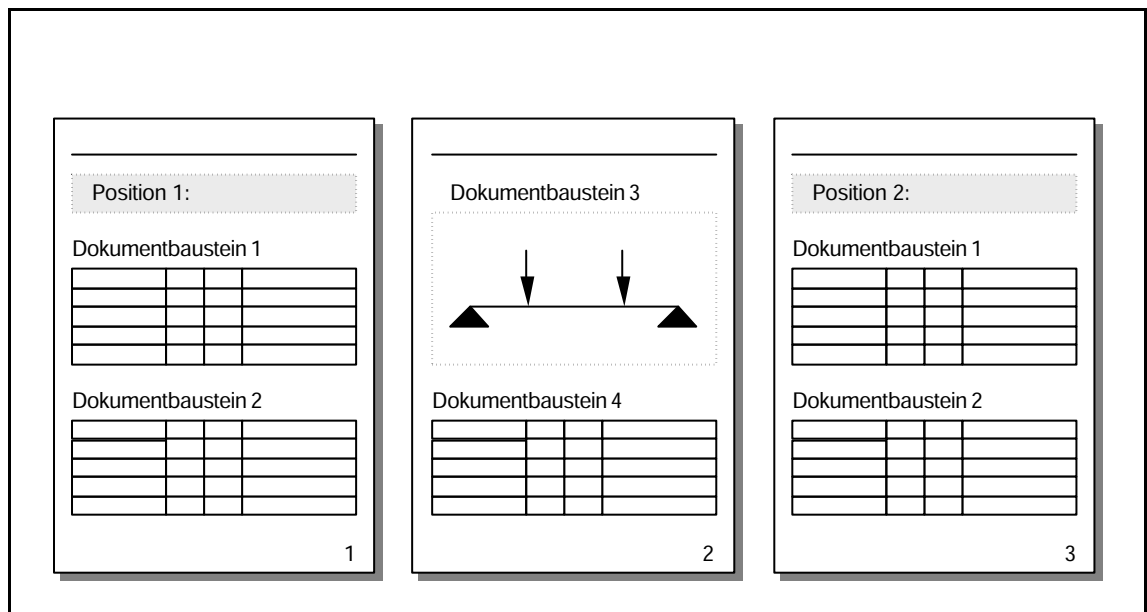 Position 1:
Dokumentbaustein 1
Dokumentbaustein 2
1
Dokumentbaustein 3
Dokumentbaustein 4
2
Position 2:
Dokumentbaustein 1
Dokumentbaustein 2
3